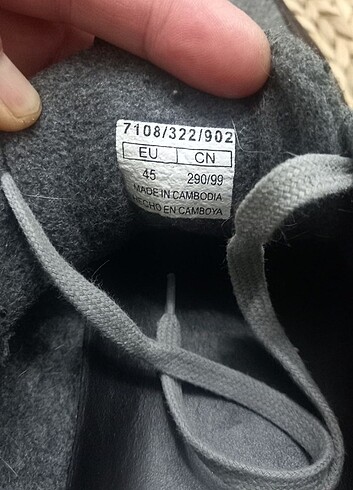 7108/322/902
EU CN
45 290/99
MADE IN CAMBODIA
HECHO EN CAMBOYA